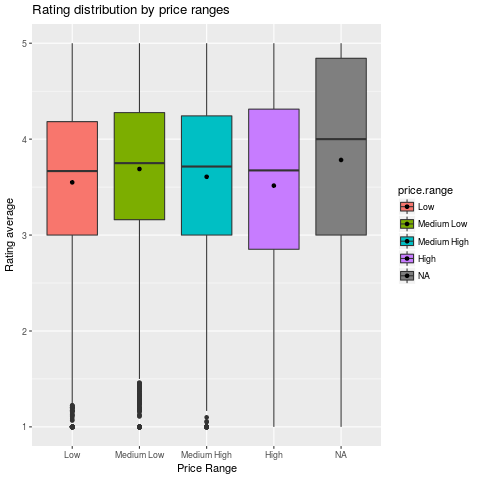 Rating distribution by price ranges
5
4
3
2
1
Rating average
Low
Medium Low
Medium High
High
NA
Price Range
price.range
Low
Medium Low
Medium High
High
NA